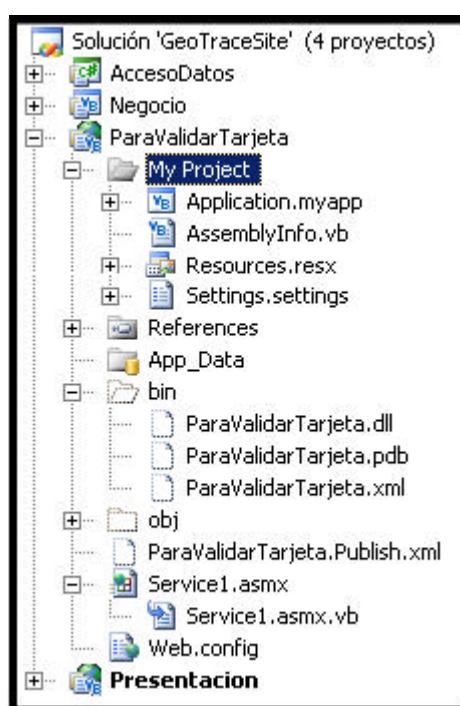 Solución 'GeoTraceSite' (4 proyectos)
AccesoDatos
Negocio
ParaValidarTarjeta
My Project
Application.myapp
AssemblyInfo.vb
Resources.resx
Settings.settings
References
App_Data
bin
ParaValidarTarjeta.dll
ParaValidarTarjeta.pdb
ParaValidarTarjeta.xml
obj
ParaValidarTarjeta.Publish.xml
Service1.asmx
Service1.asmx.vb
Web.config
Presentacion